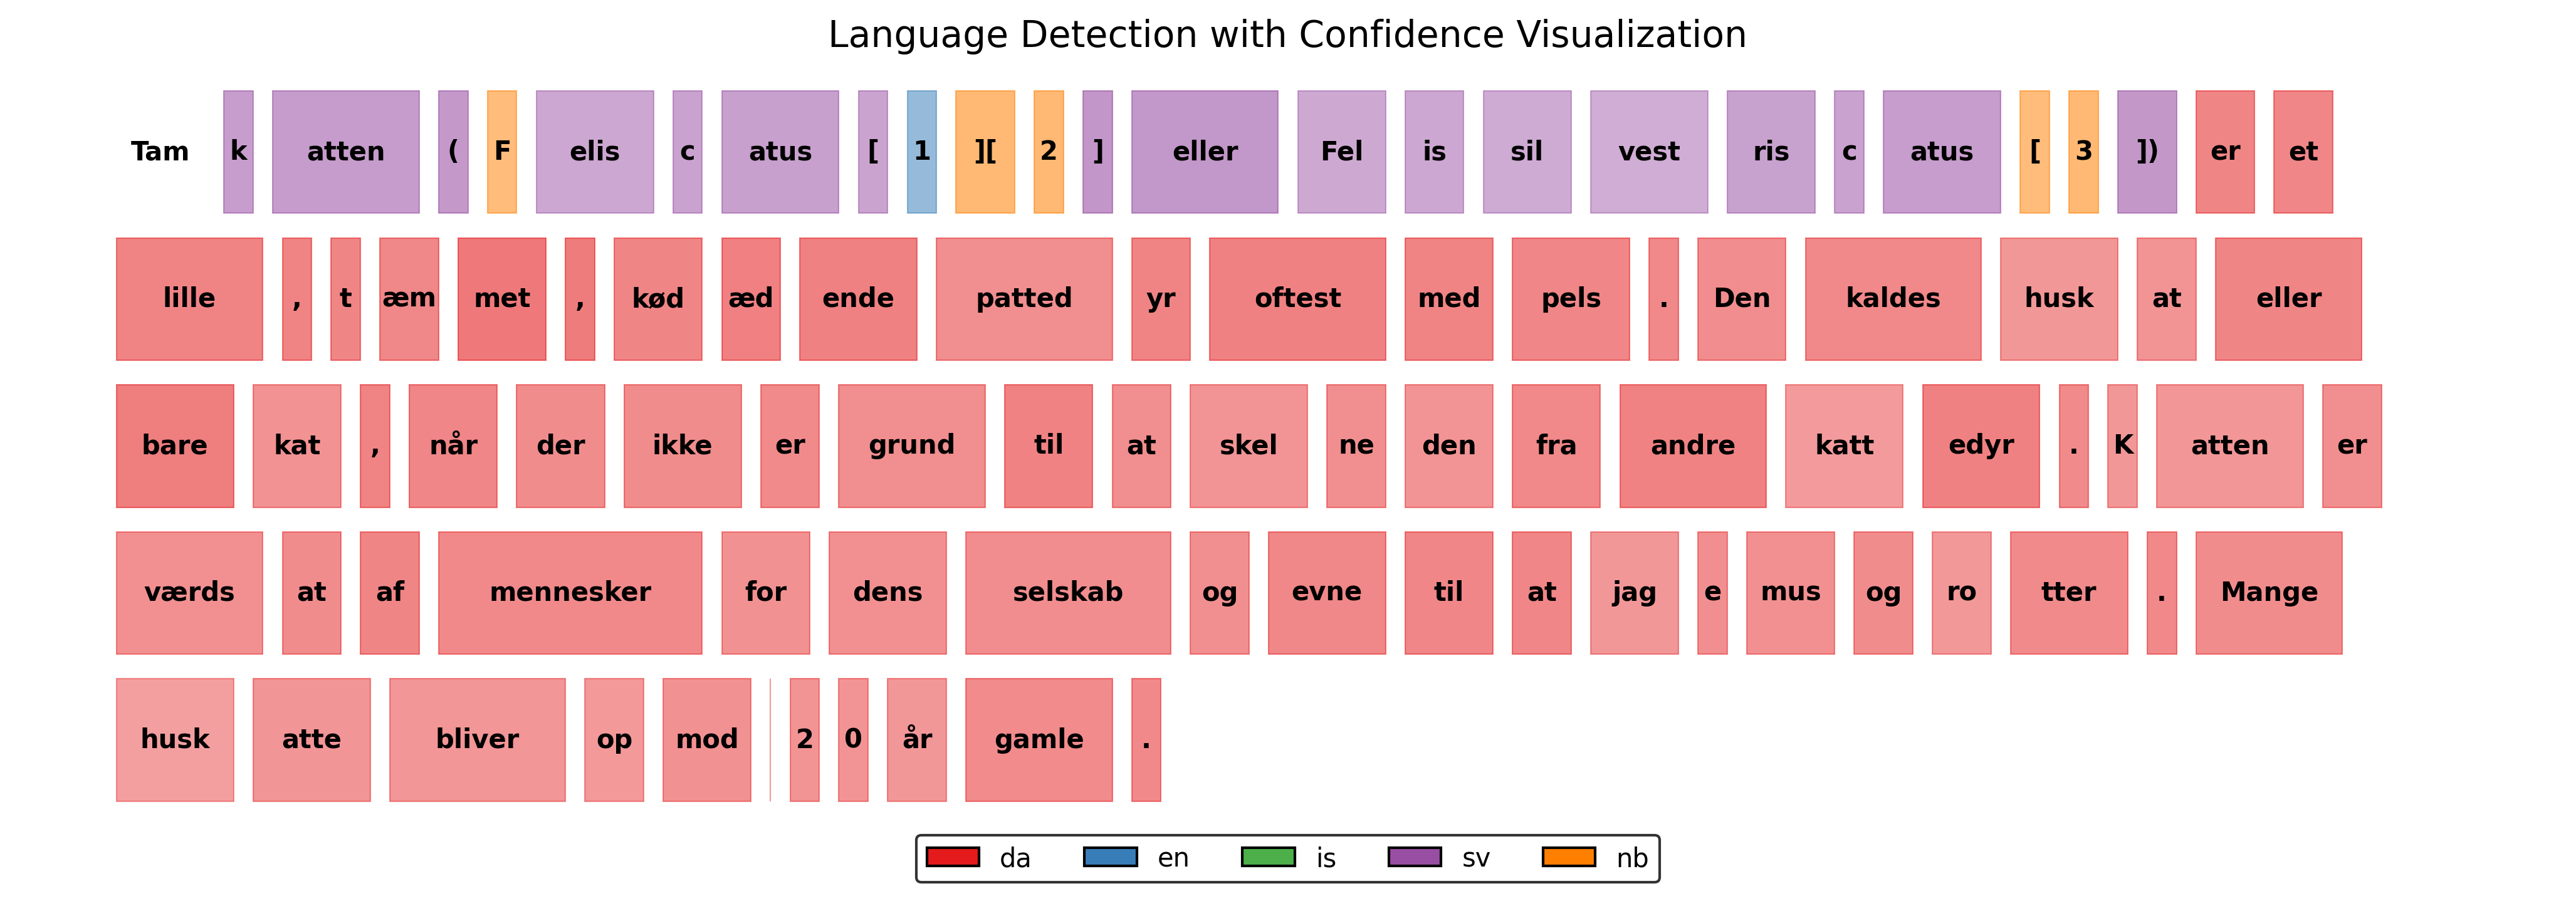 Language Detection with Confidence Visualization
Tam k atten ( F elis c atus [ 1 ][ 2 ] eller Fel is sil vest ris c atus [ 3 ]) er et
lille , t æm met , kød æd ende patted yr oftest med pels . Den kaldes husk at eller
bare kat , når der ikke er grund til at skel ne den fra andre katt edyr . K atten er
værds at af mennesker for dens selskab og evne til at jag e mus og ro tter . Mange
husk atte bliver op mod 2 0 år gamle .
da en is sv nb